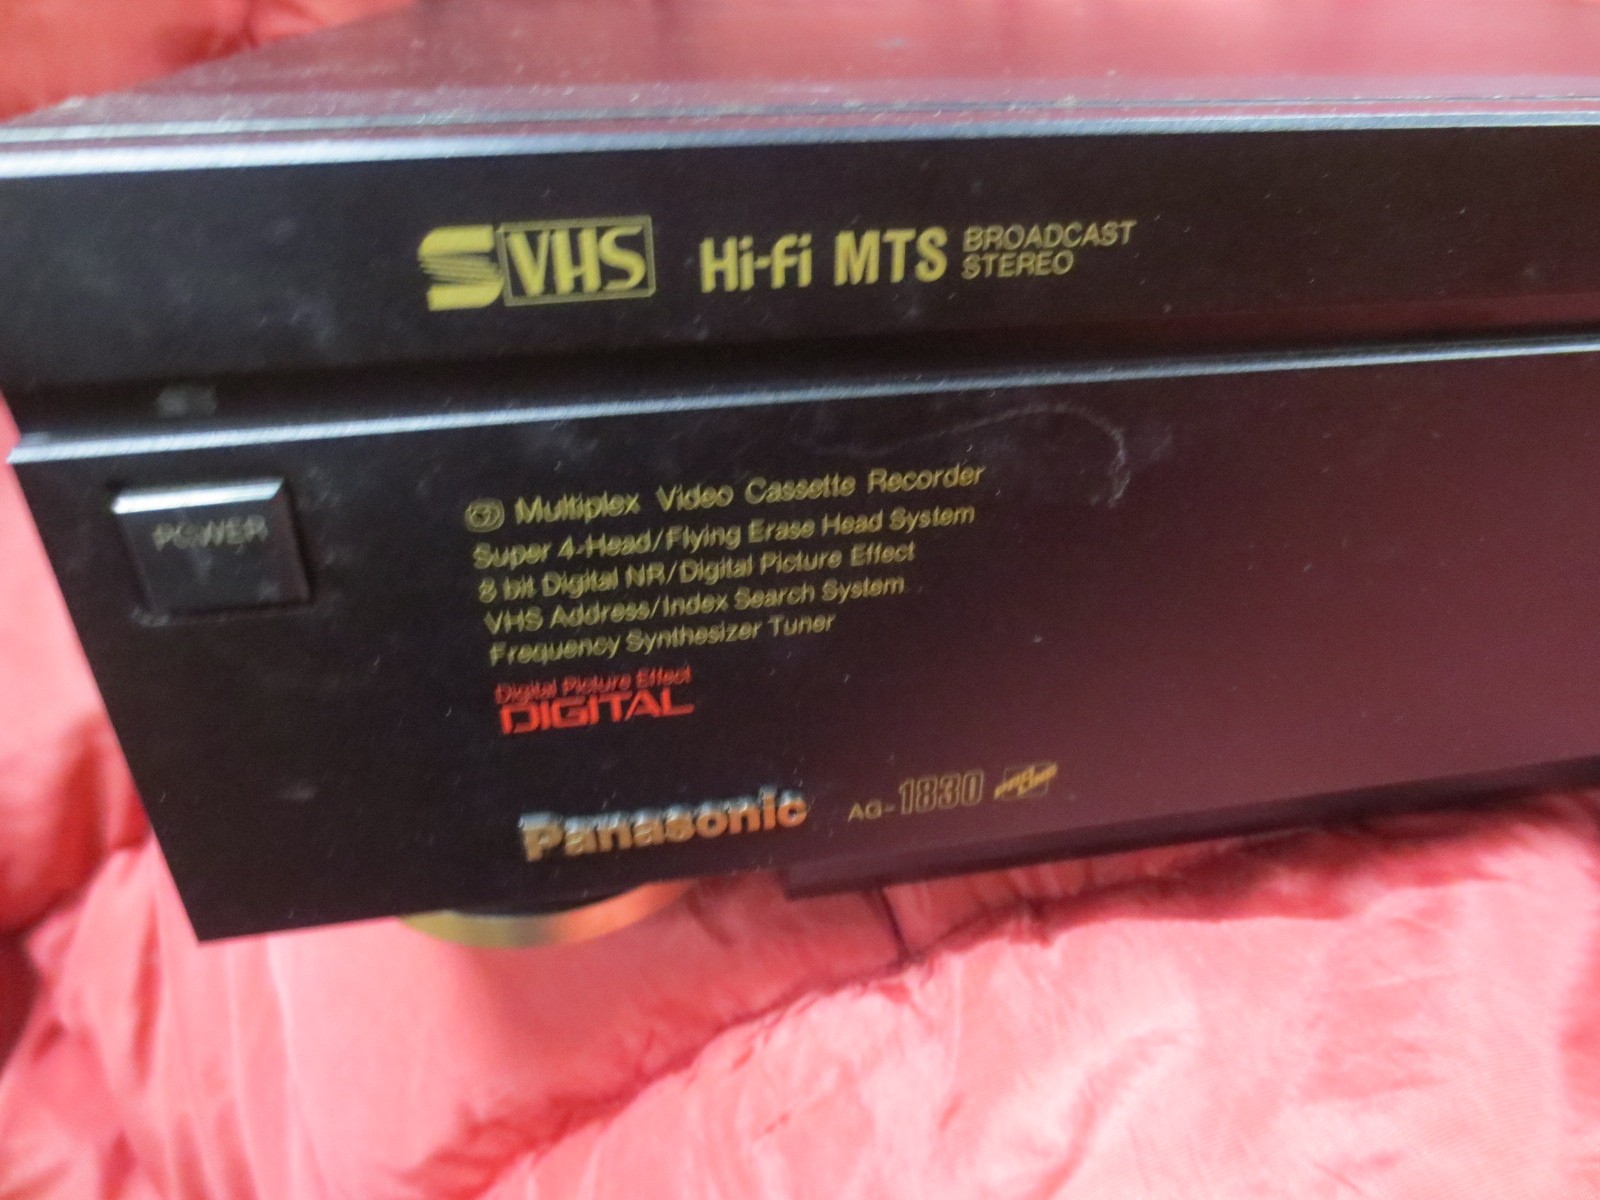 S VHS Hi-Fi MTS BROADCAST STEREO
POWER
Multiplex Video Cassette Recorder
Super 4-Head/Flying Erase Head System
8 bit Digital NR/Digital Picture Effect
VHS Address/Index Search System
Frequency Synthesizer Tuner
Digital Picture Effect
DIGITAL
Panasonic AG-1830